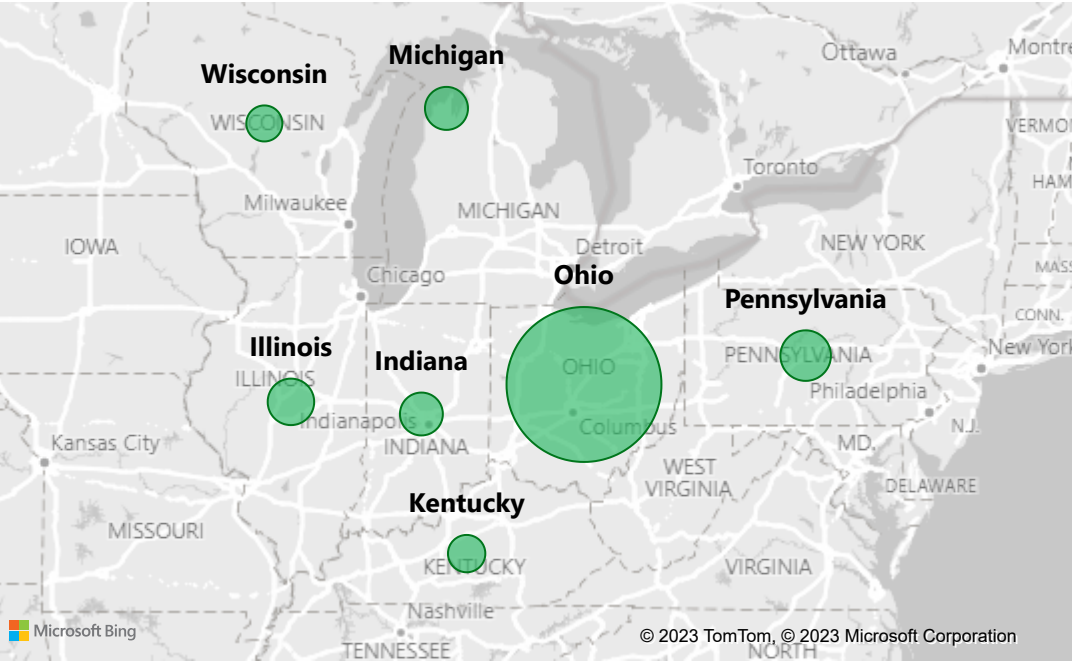 Ottawa
Montre
Michigan
Wisconsin
WISCONSIN
VERMO
Toronto
HAM
Milwaukee
MICHIGAN
IOWA
Detroit
NEW YORK
Chicago
Ohio
MASS
Pennsylvania
CONN.
Illinois
Indiana
PENNSYLVANIA
New York
OHIO
ILLINOIS
Philadelphia
Indianapolis
Columbus
N.J.
Kansas City
INDIANA
MD.
WEST
VIRGINIA
DELAWARE
Kentucky
MISSOURI
KENTUCKY
VIRGINIA
Nashville
Microsoft Bing
© 2023 TomTom, © 2023 Microsoft Corporation
TENNESSEE
NORTH